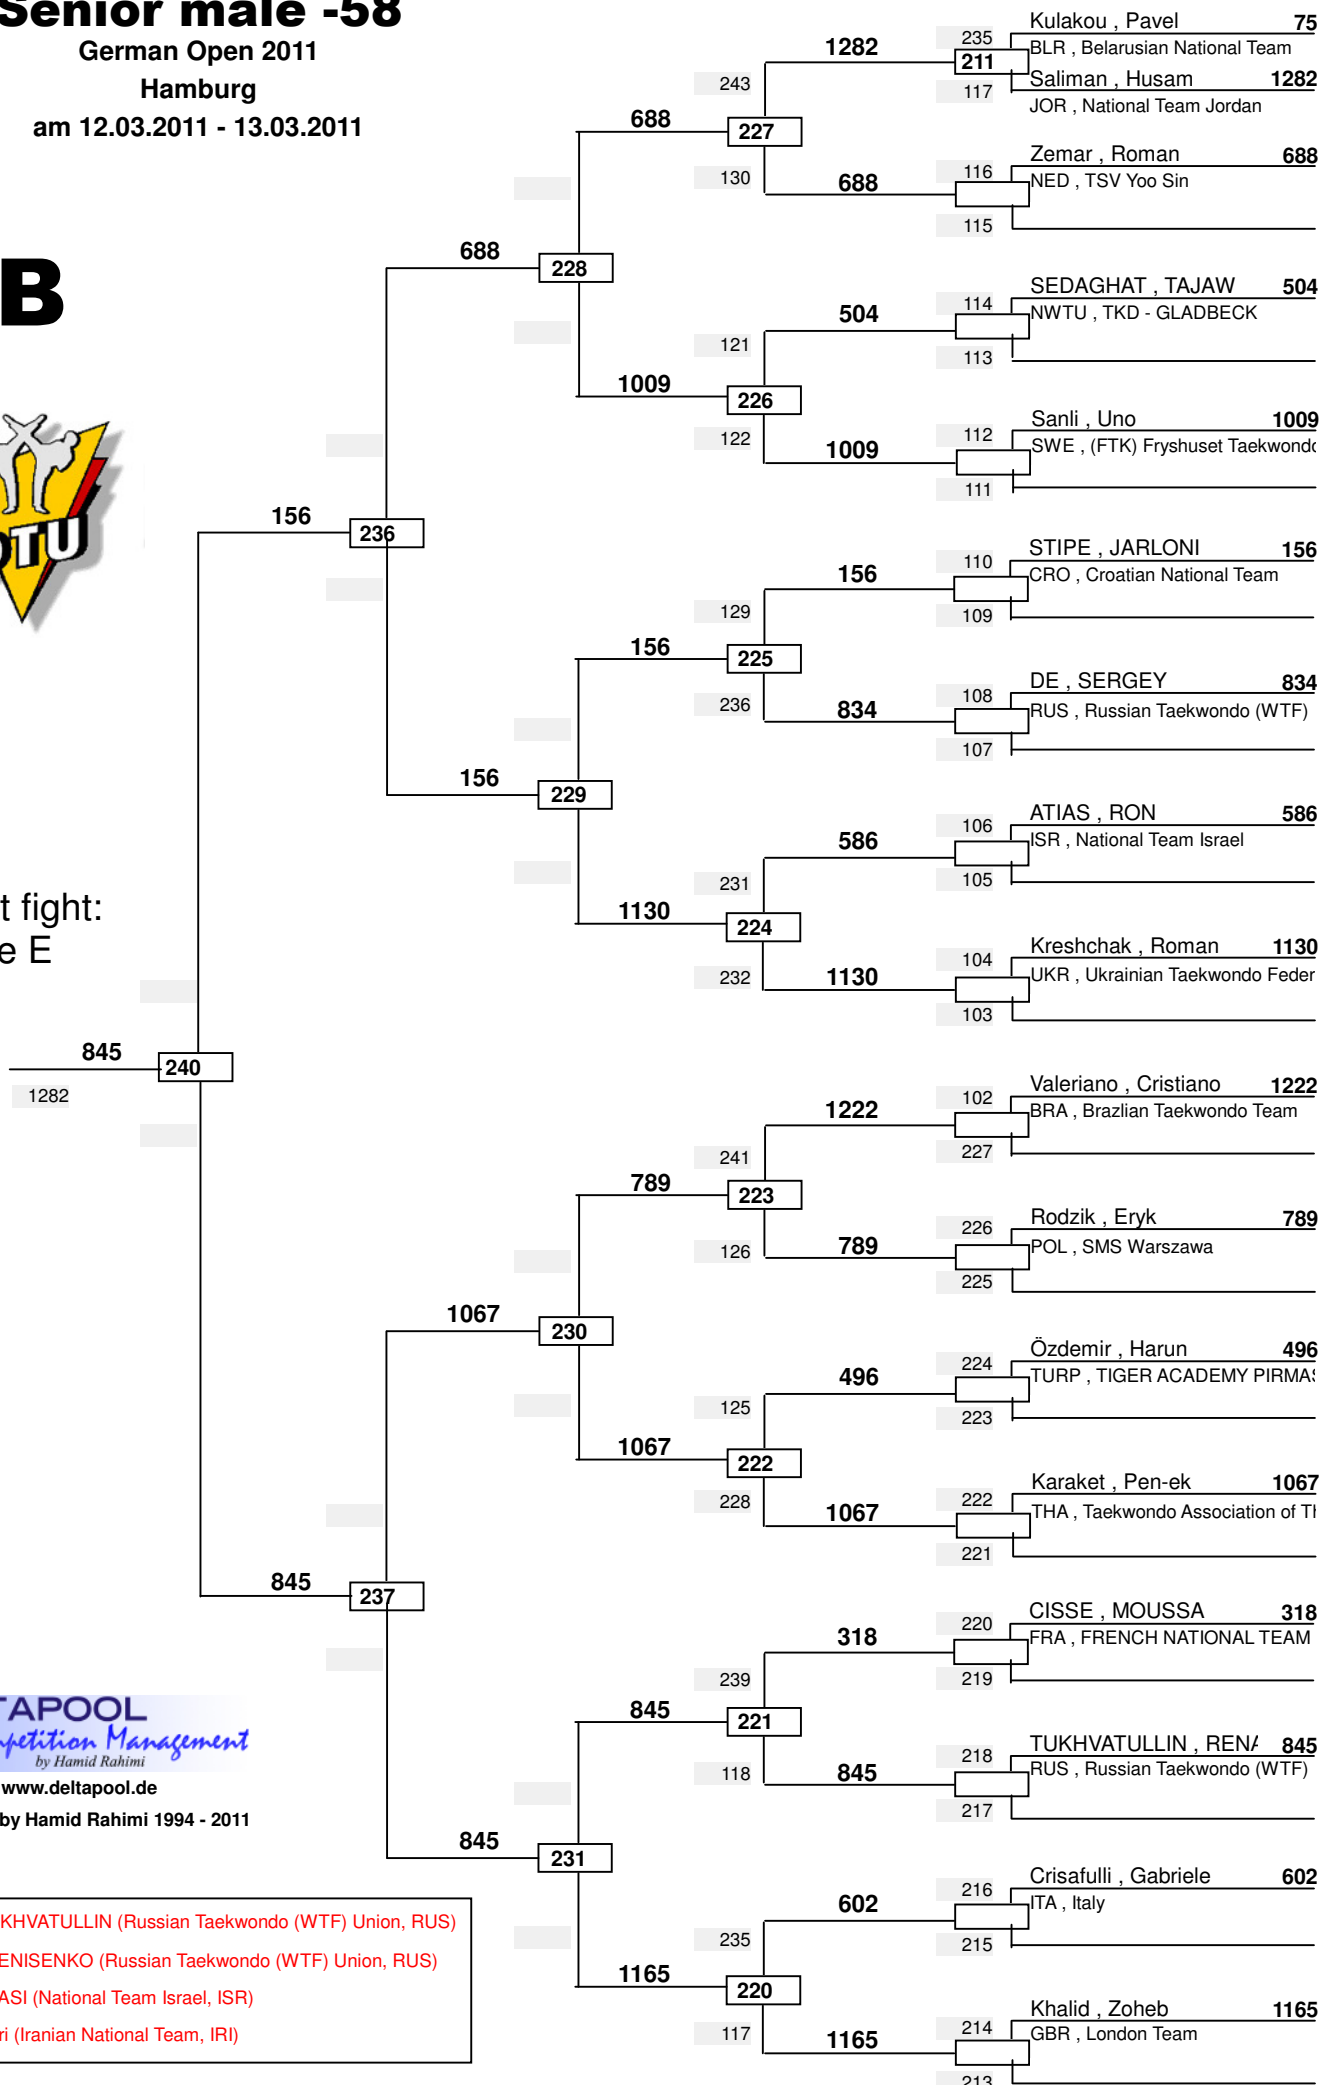 Senior male -58
German Open 2011
Hamburg
am 12.03.2011 - 13.03.2011
B
DTU
t fight:
e E
Kulakou , Pavel 75
235
BLR , Belarusian National Team
1282
211
Saliman , Husam 1282
117
JOR , National Team Jordan
243
688
227
130
Zemar , Roman 688
116
NED , TSV Yoo Sin
688
115
688
228
SEDAGHAT , TAJAW 504
114
NWTU , TKD - GLADBECK
504
113
121
1009
226
122
Sanli , Uno 1009
112
SWE , (FTK) Fryshuset Taekwondo
1009
111
156
236
STIPE , JARLONI 156
110
CRO , Croatian National Team
156
109
129
156
225
236
DE , SERGEY 834
108
RUS , Russian Taekwondo (WTF)
834
107
156
229
ATIAS , RON 586
106
ISR , National Team Israel
586
105
231
1130
224
232
Kreshchak , Roman 1130
104
UKR , Ukrainian Taekwondo Feder
1130
103
845
240
1282
Valeriano , Cristiano 1222
102
BRA , Brazlian Taekwondo Team
1222
227
241
789
223
126
Rodzik , Eryk 789
226
POL , SMS Warszawa
789
225
1067
230
Özdemir , Harun 496
224
TURP , TIGER ACADEMY PIRMAS
496
223
125
1067
222
228
Karaket , Pen-ek 1067
222
THA , Taekwondo Association of Th
1067
221
845
237
CISSE , MOUSSA 318
220
FRA , FRENCH NATIONAL TEAM
318
219
239
845
221
118
TUKHVATULLIN , RENA 845
218
RUS , Russian Taekwondo (WTF)
845
217
845
231
Crisafulli , Gabriele 602
216
ITA , Italy
602
215
235
1165
220
117
Khalid , Zoheb 1165
214
GBR , London Team
1165
213
TAPOOL
mpetition Management
by Hamid Rahimi
www.deltapool.de
by Hamid Rahimi 1994 - 2011
KHVATULLIN (Russian Taekwondo (WTF) Union, RUS)
ENISENKO (Russian Taekwondo (WTF) Union, RUS)
ASI (National Team Israel, ISR)
ri (Iranian National Team, IRI)